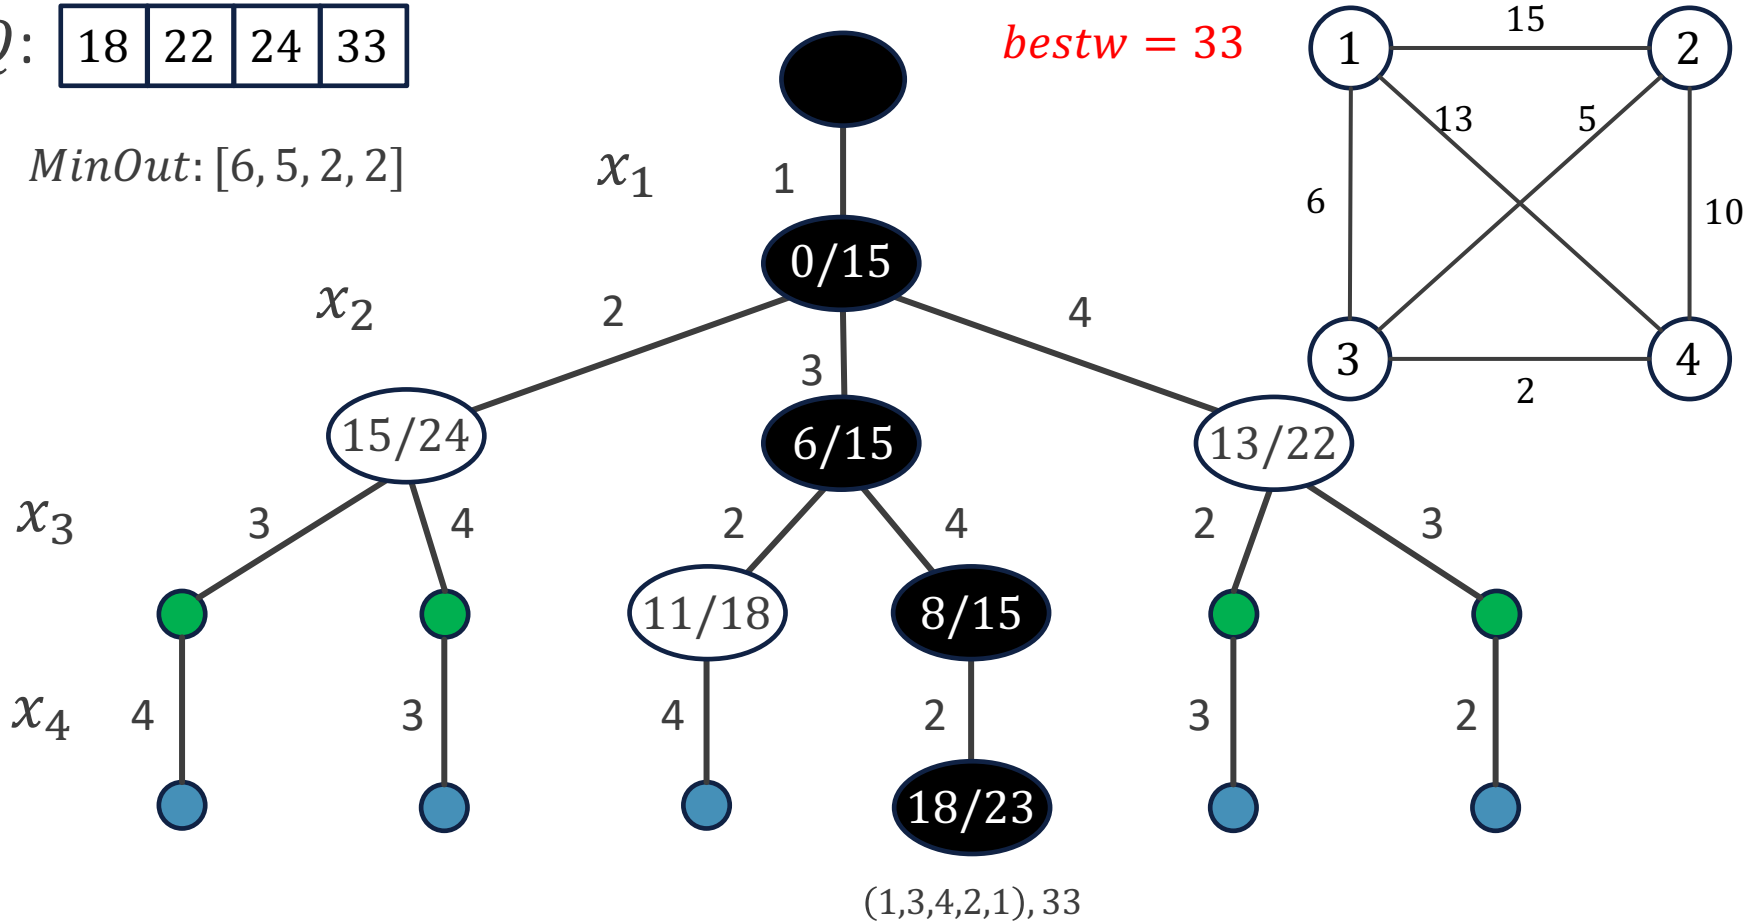 Q: 18 22 24 33
bestw = 33
MinOut: [6, 5, 2, 2]
1 15 2
13 5
6 10
3 2 4
x₁ 1
0/15
x₂ 2 3 4
15/24 6/15 13/22
x₃ 3 4 2 4 2 3
11/18 8/15
x₄ 4 3 4 2 3 2
18/23
(1,3,4,2,1), 33